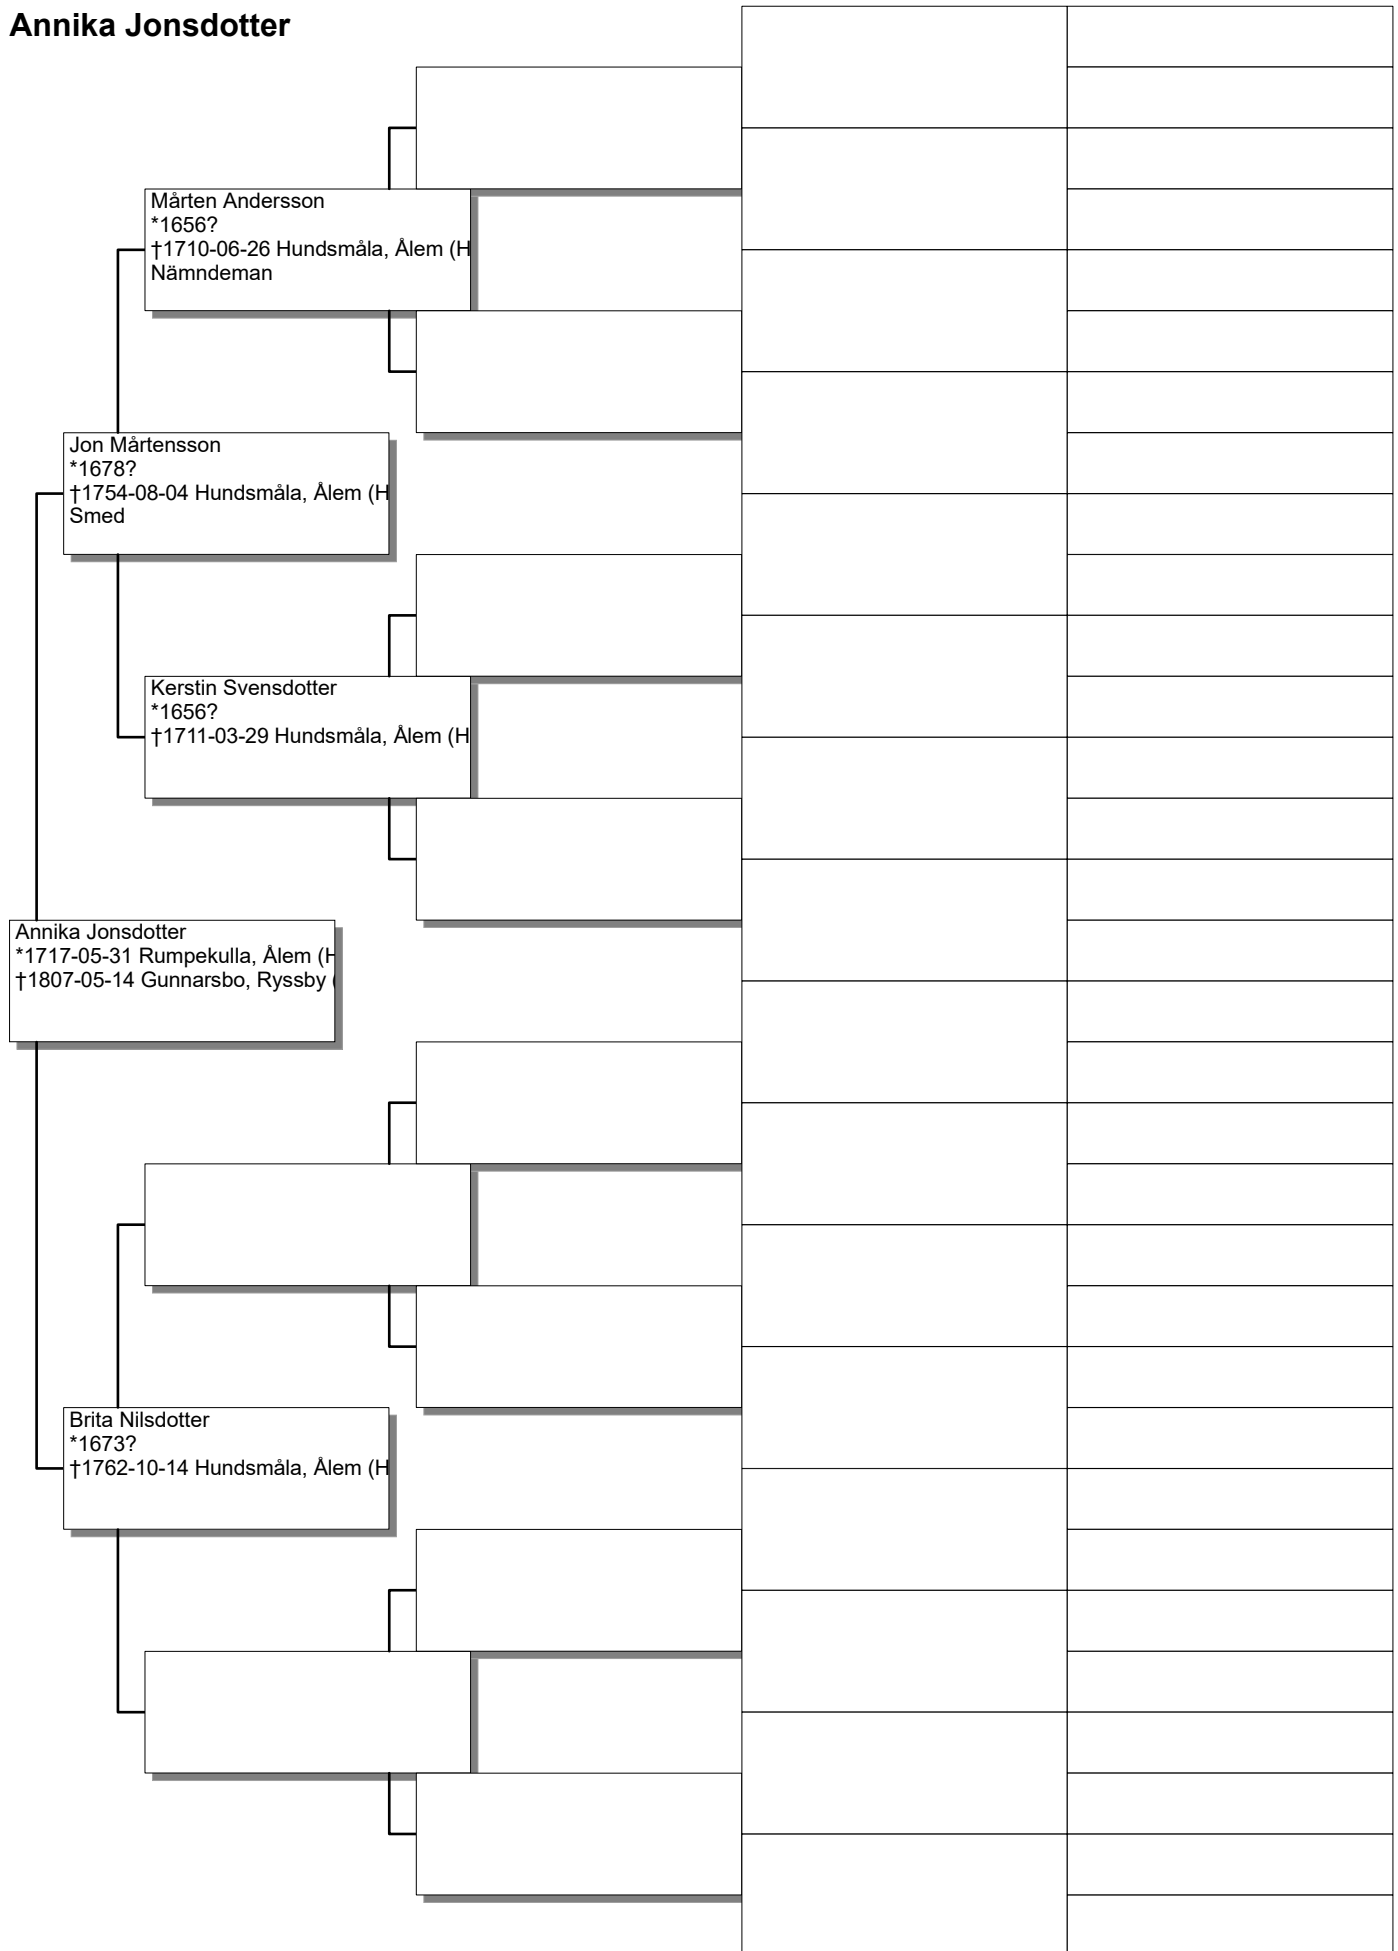 Annika Jonsdotter
Mårten Andersson
*1656?
†1710-06-26 Hundsmåla, Ålem (H
Nämndeman
Jon Mårtensson
*1678?
†1754-08-04 Hundsmåla, Ålem (H
Smed
Kerstin Svensdotter
*1656?
†1711-03-29 Hundsmåla, Ålem (H
Annika Jonsdotter
*1717-05-31 Rumpekulla, Ålem (H
†1807-05-14 Gunnarsbo, Ryssby (
Brita Nilsdotter
*1673?
†1762-10-14 Hundsmåla, Ålem (H